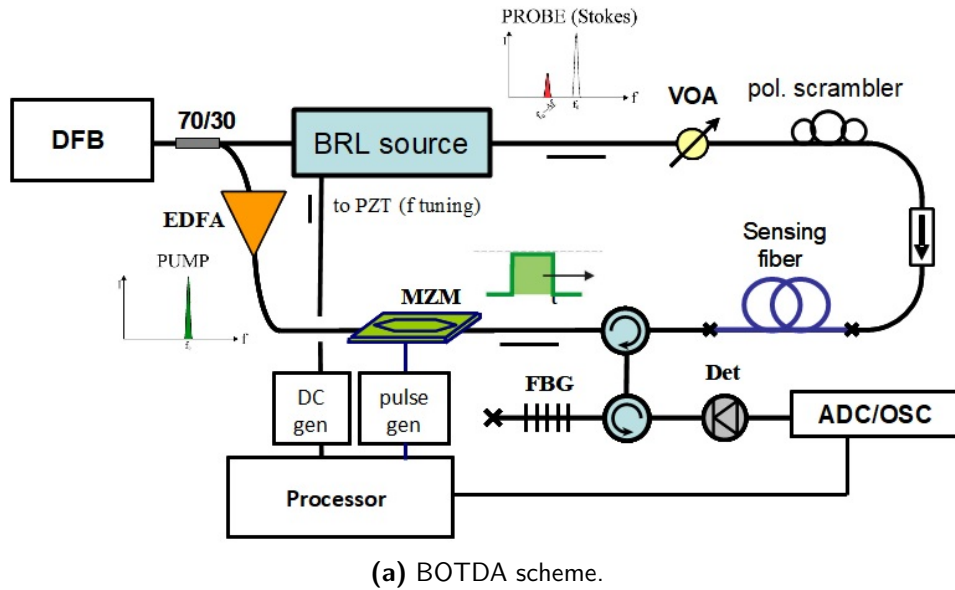 PROBE (Stokes)
f
VOA
pol. scrambler
70/30
DFB
BRL source
to PZT (f tuning)
EDFA
PUMP
f
Sensing
fiber
MZM
t
FBG
Det
DC
gen
pulse
gen
ADC/OSC
Processor
(a) BOTDA scheme.